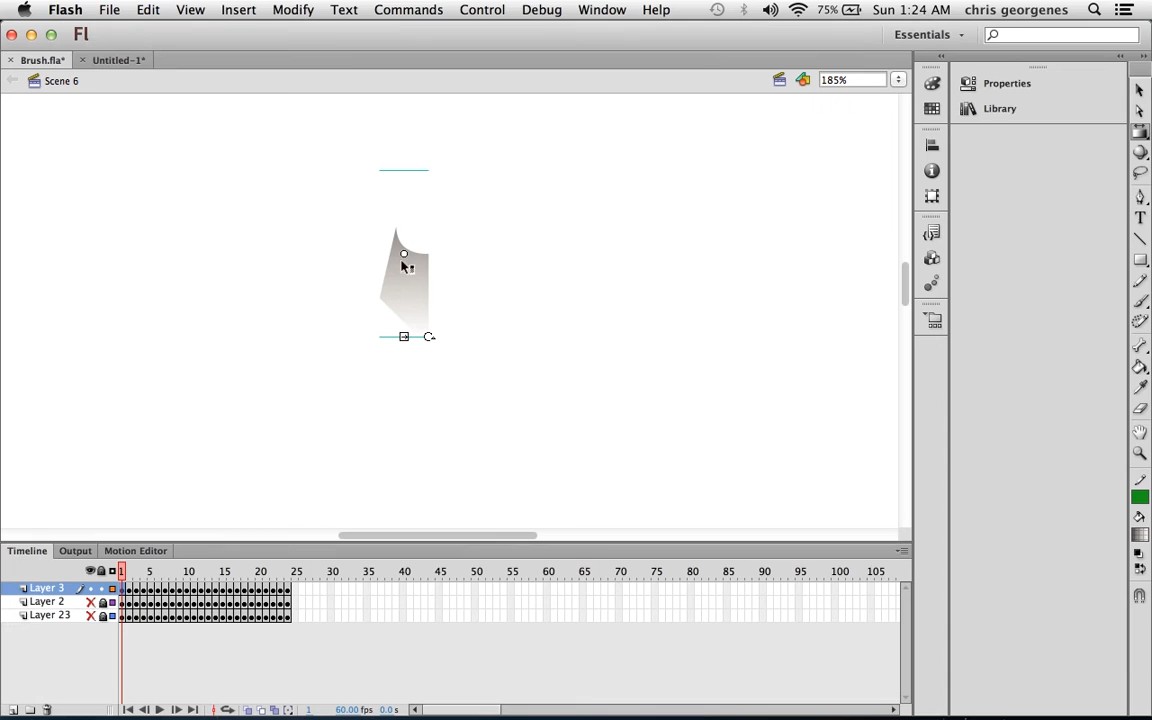 Flash File Edit View Insert Modify Text Commands Control Debug Window Help 75% Sun 1:24 AM chris georgenes
Fl Essentials
Brush.fla* Untitled-1*
Scene 6 185%
Properties
Library
Timeline Output Motion Editor
1 5 10 15 20 25 30 35 40 45 50 55 60 65 70 75 80 85 90 95 100 105
Layer 3
Layer 2
Layer 23
1 60.00 fps 0.0 s